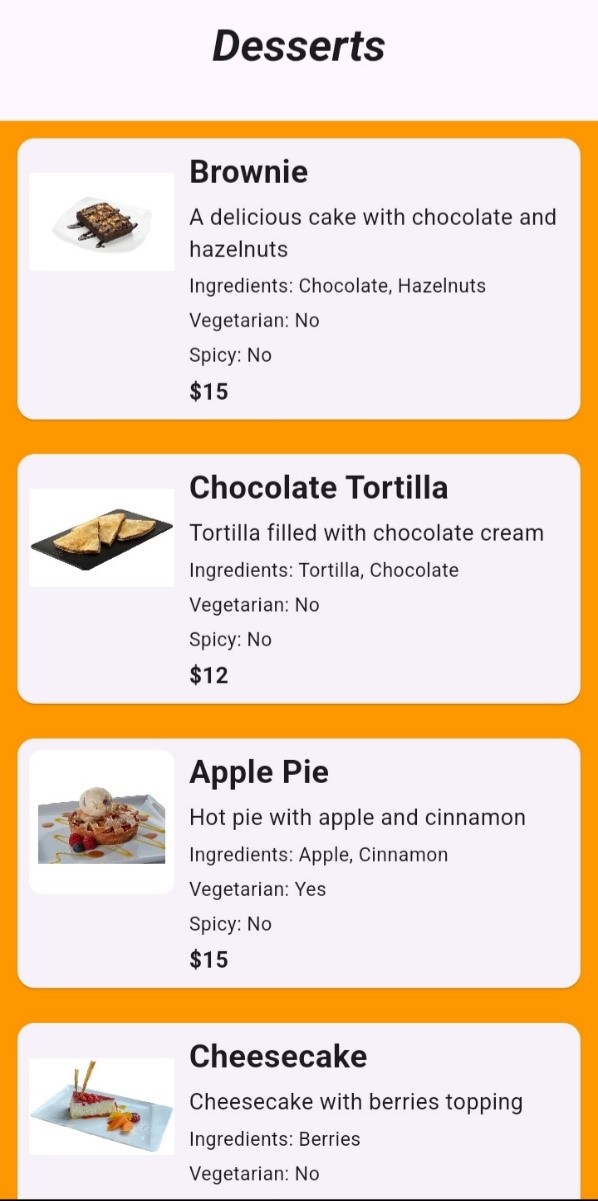 Desserts
Brownie
A delicious cake with chocolate and
hazelnuts
Ingredients: Chocolate, Hazelnuts
Vegetarian: No
Spicy: No
$15
Chocolate Tortilla
Tortilla filled with chocolate cream
Ingredients: Tortilla, Chocolate
Vegetarian: No
Spicy: No
$12
Apple Pie
Hot pie with apple and cinnamon
Ingredients: Apple, Cinnamon
Vegetarian: Yes
Spicy: No
$15
Cheesecake
Cheesecake with berries topping
Ingredients: Berries
Vegetarian: No